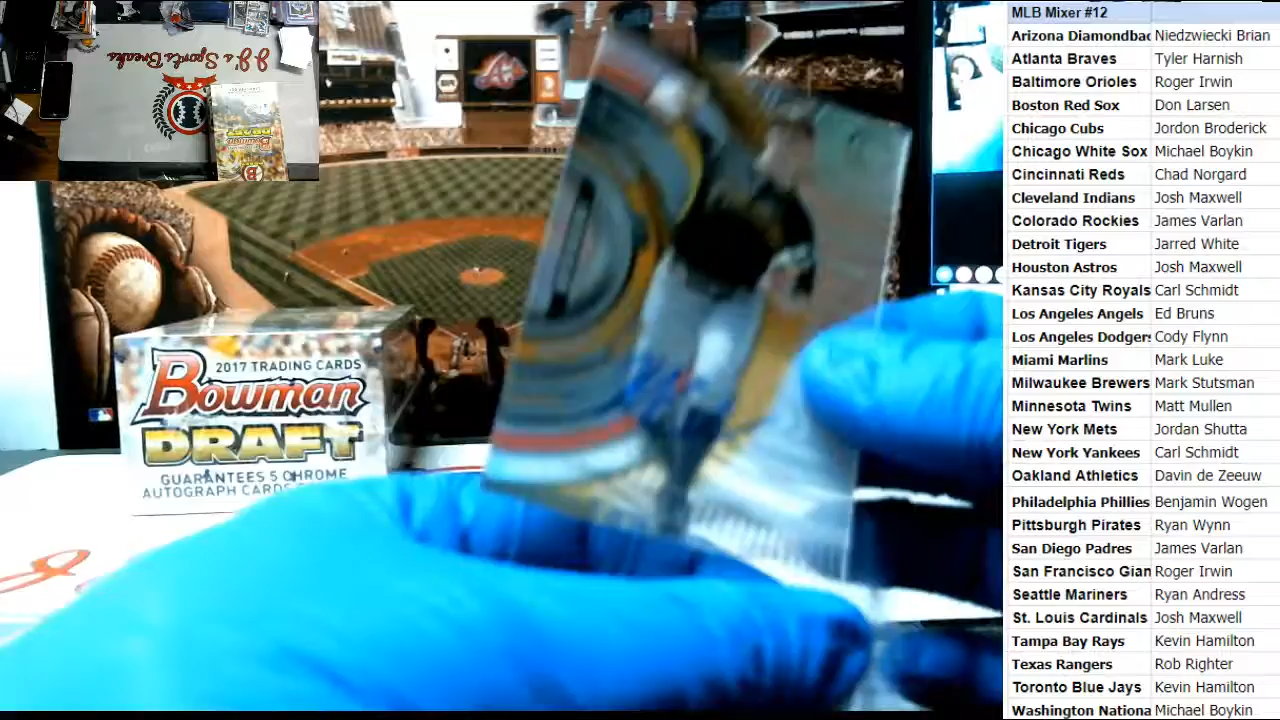 MLB Mixer #12
Arizona Diamondbac Niedzwiecki Brian
Atlanta Braves Tyler Harnish
Baltimore Orioles Roger Irwin
Boston Red Sox Don Larsen
Chicago Cubs Jordon Broderick
Chicago White Sox Michael Boykin
Cincinnati Reds Chad Norgard
Cleveland Indians Josh Maxwell
Colorado Rockies James Varlan
Detroit Tigers Jarred White
Houston Astros Josh Maxwell
Kansas City Royals Carl Schmidt
Los Angeles Angels Ed Bruns
Los Angeles Dodgers Cody Flynn
Miami Marlins Mark Luke
Milwaukee Brewers Mark Stutsman
Minnesota Twins Matt Mullen
New York Mets Jordan Shutta
New York Yankees Carl Schmidt
Oakland Athletics Davin de Zeeuw
Philadelphia Phillies Benjamin Wogen
Pittsburgh Pirates Ryan Wynn
San Diego Padres James Varlan
San Francisco Gian Roger Irwin
Seattle Mariners Ryan Andress
St. Louis Cardinals Josh Maxwell
Tampa Bay Rays Kevin Hamilton
Texas Rangers Rob Righter
Toronto Blue Jays Kevin Hamilton
Washington Nationa Michael Boykin
JJ's Sports Breaks
Bowman
DRAFT
2017 TRADING CARDS
Bowman
DRAFT
GUARANTEES 5 CHROME
AUTOGRAPH CARDS